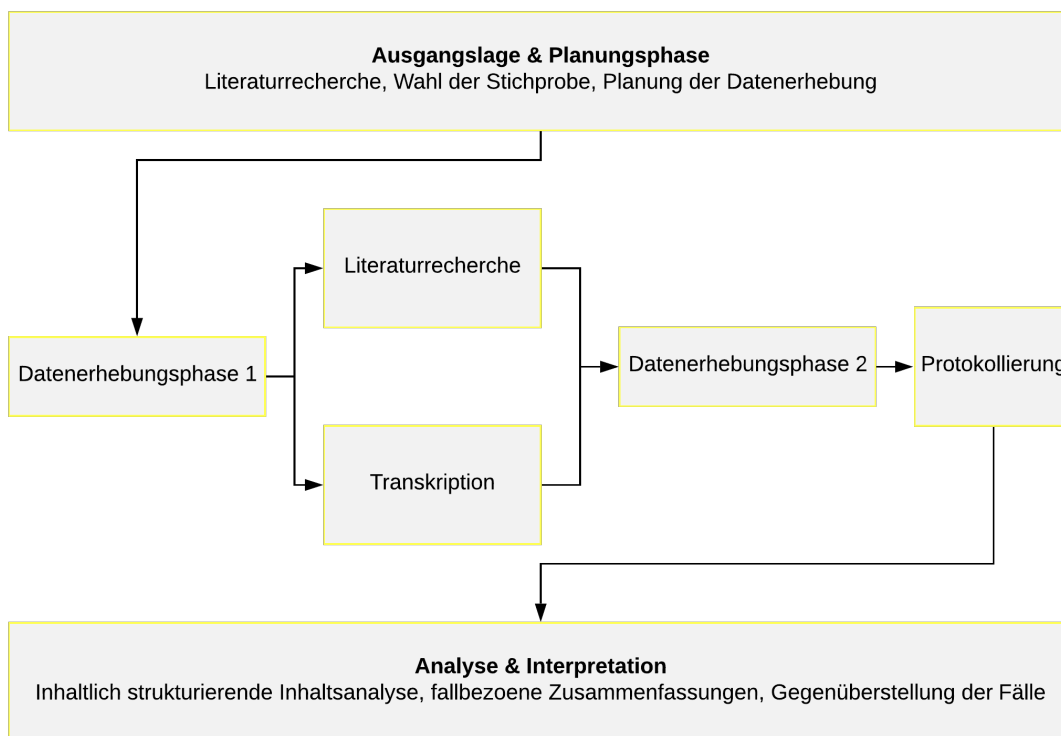 Ausgangslage & Planungsphase
Literaturrecherche, Wahl der Stichprobe, Planung der Datenerhebung
Literaturrecherche
Datenerhebungsphase 1
Transkription
Datenerhebungsphase 2
Protokollierung
Analyse & Interpretation
Inhaltlich strukturierende Inhaltsanalyse, fallbezoene Zusammenfassungen, Gegenüberstellung der Fälle